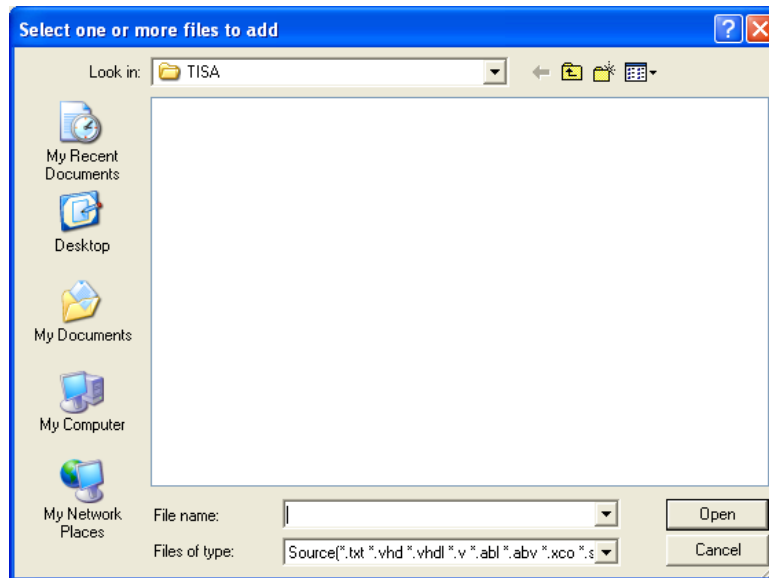 Select one or more files to add
Look in: TISA
My Recent
Documents
Desktop
My Documents
My Computer
My Network
Places
File name:
Open
Files of type: Source(*.txt *.vhd *.vhdl *.v *.abl *.abv *.xco *.s
Cancel